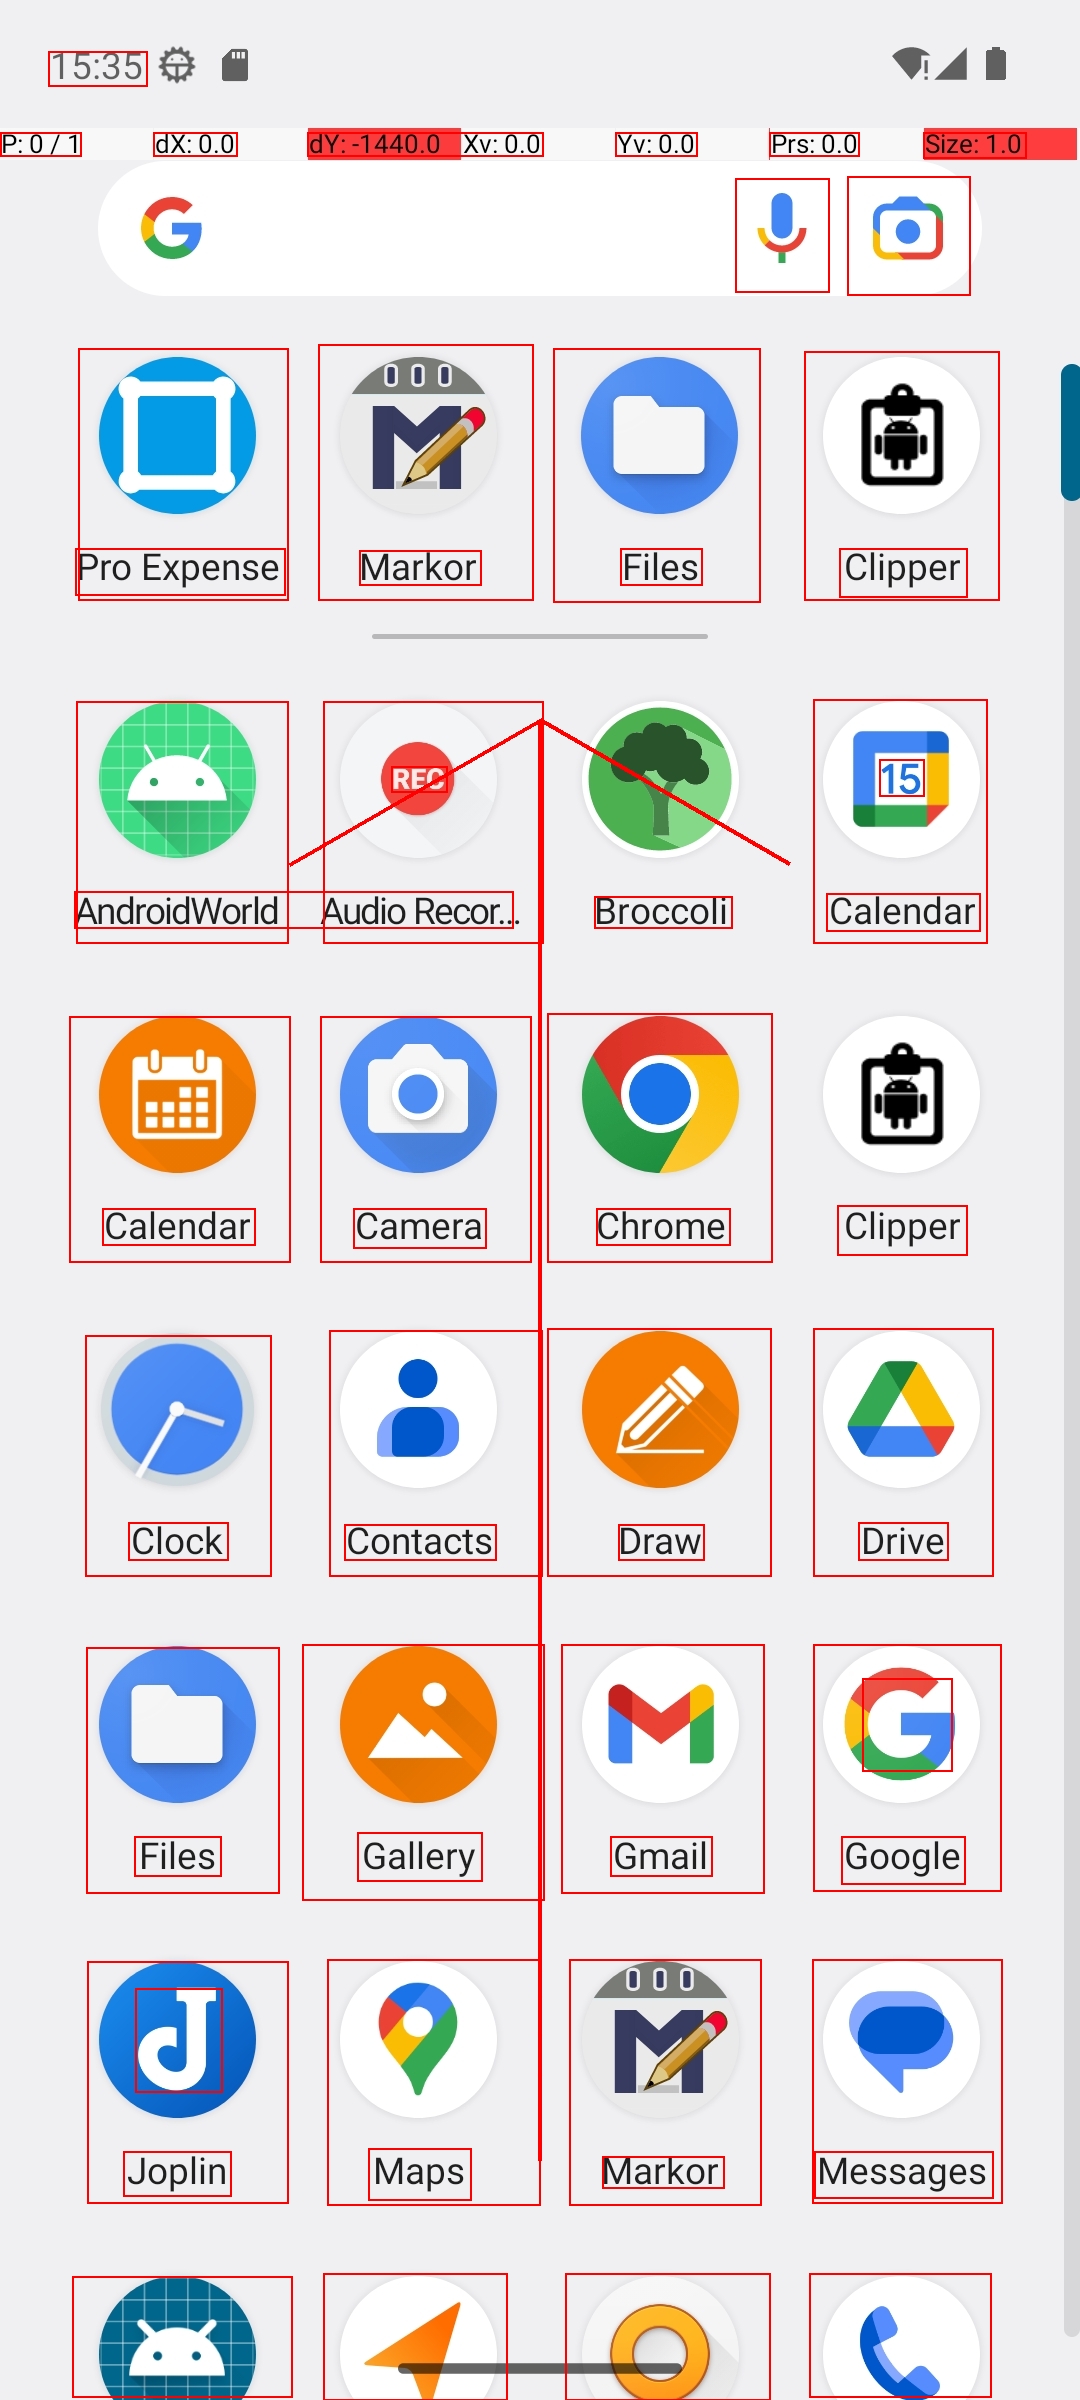 15:35
P: 0 / 1 dX: 0.0 dY: -1440.0 Xv: 0.0 Yv: 0.0 Prs: 0.0 Size: 1.0
Pro Expense Markor Files Clipper
REC 15
AndroidWorld Audio Recor... Broccoli Calendar
Calendar Camera Chrome Clipper
Clock Contacts Draw Drive
Files Gallery Gmail Google
Joplin Maps Markor Messages